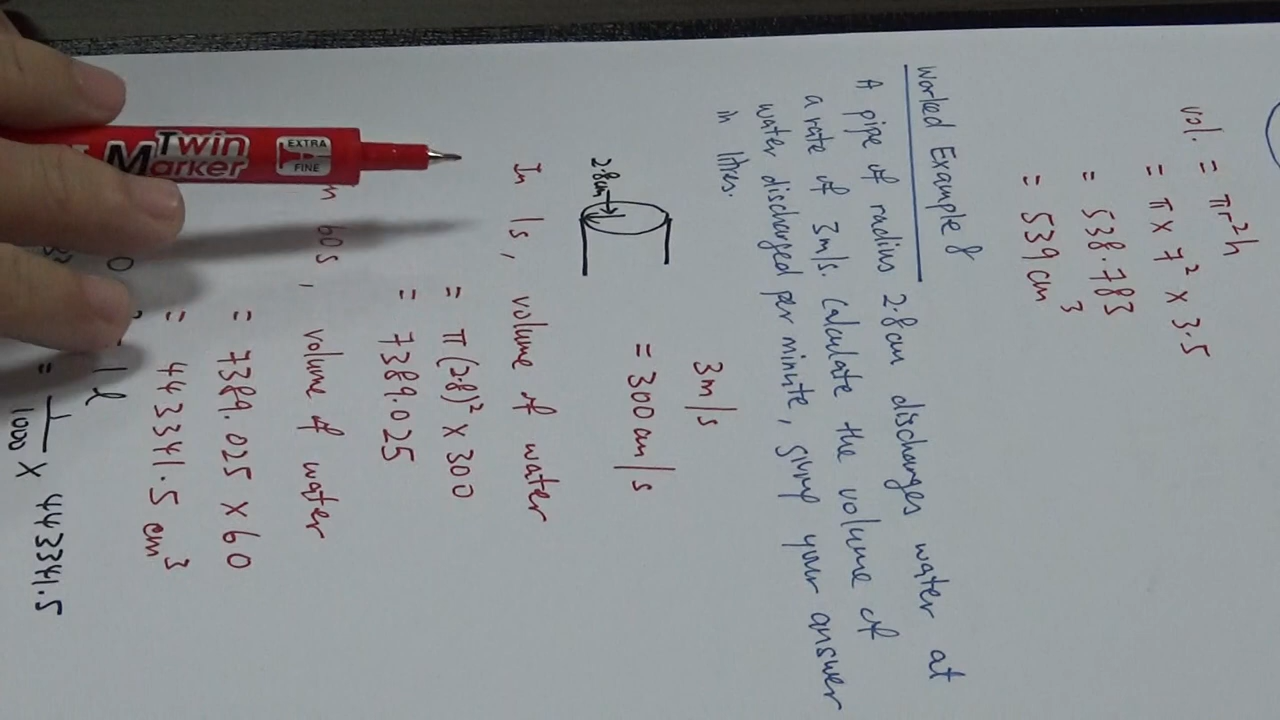 vol. = πr²h
= π x 7² x 3.5
= 538.783
= 539 cm³
Worked Example 8
A pipe of radius 2.8cm discharges water at
a rate of 3m/s. Calculate the volume of
water discharged per minute, giving your answer
in litres.
3m/s
= 300cm/s
2.8cm
In 1s, volume of water
= π(2.8)² x 300
= 7389.025
60s, volume of water
= 7389.025 x 60
= 443341.5 cm³
1l
= 1/1000 x 443341.5
Twin
Marker
EXTRA
FINE